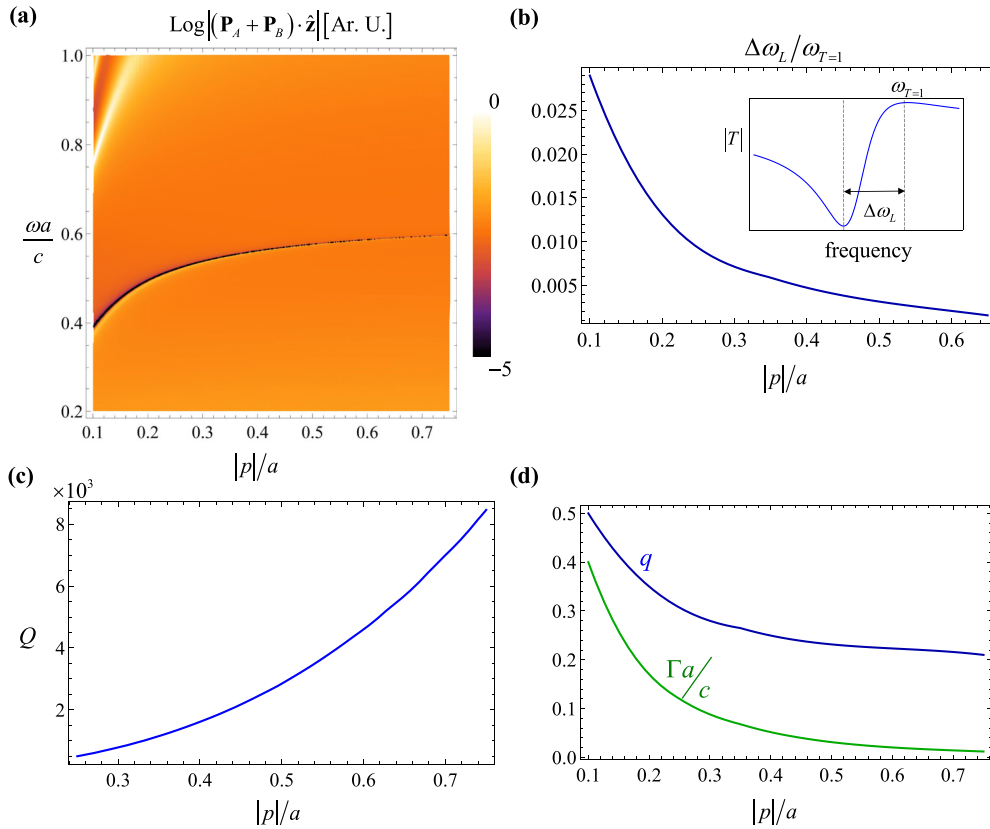 (a)
Log|(P_A + P_B)·ẑ| [Ar. U.]
1.0
0.8
ωa/c
0.6
0.4
0.2
0.1 0.2 0.3 0.4 0.5 0.6 0.7
|p|/a
0
−5
(b)
Δω_L/ω_{T=1}
0.025
0.020
0.015
0.010
0.005
0.1 0.2 0.3 0.4 0.5 0.6
|p|/a
ω_{T=1}
|T|
Δω_L
frequency
(c)
×10³
8
6
Q
4
2
0.3 0.4 0.5 0.6 0.7
|p|/a
(d)
0.5
0.4
0.3
0.2
0.1
0.0
q
Γa/c
0.1 0.2 0.3 0.4 0.5 0.6 0.7
|p|/a